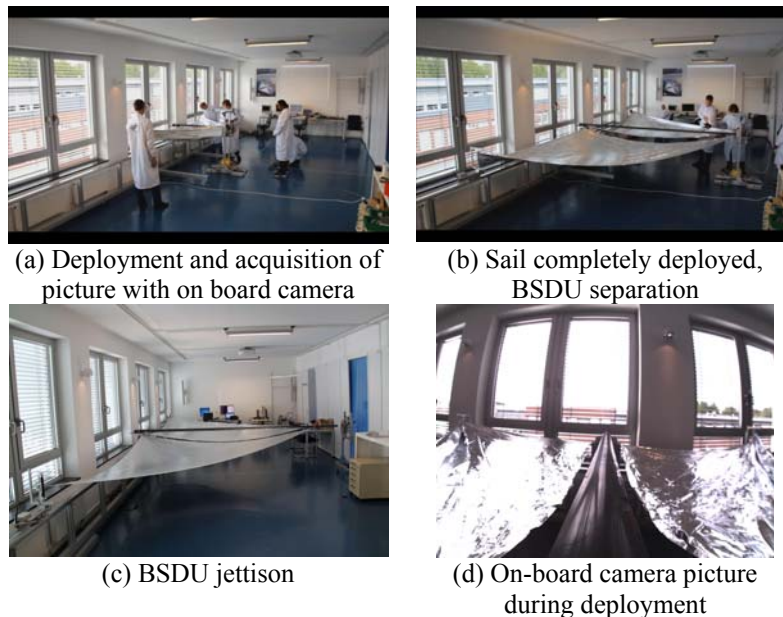 (a) Deployment and acquisition of
picture with on board camera
(b) Sail completely deployed,
BSDU separation
(c) BSDU jettison
(d) On-board camera picture
during deployment